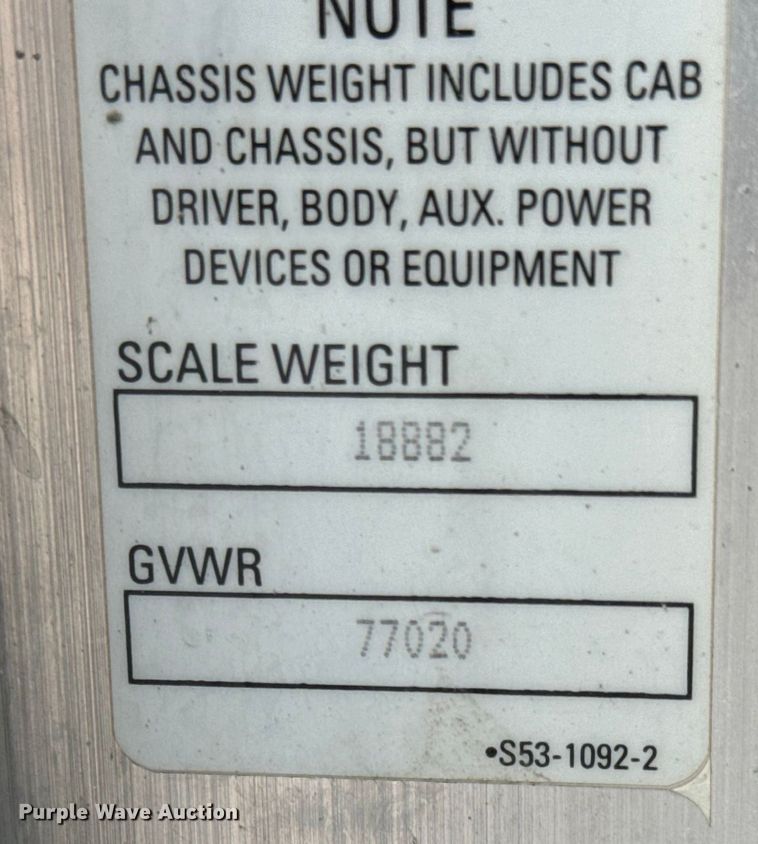 NOTE
CHASSIS WEIGHT INCLUDES CAB
AND CHASSIS, BUT WITHOUT
DRIVER, BODY, AUX. POWER
DEVICES OR EQUIPMENT
SCALE WEIGHT
18882
GVWR
77020
•S53-1092-2
Purple Wave Auction